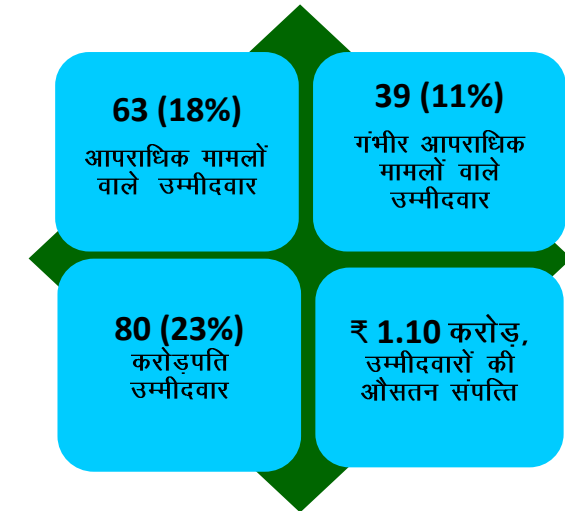 63 (18%)
आपराधिक मामलों
वाले उम्मीदवार
39 (11%)
गंभीर आपराधिक
मामलों वाले
उम्मीदवार
80 (23%)
करोड़पति
उम्मीदवार
₹ 1.10 करोड़,
उम्मीदवारों की
औसतन संपत्ति